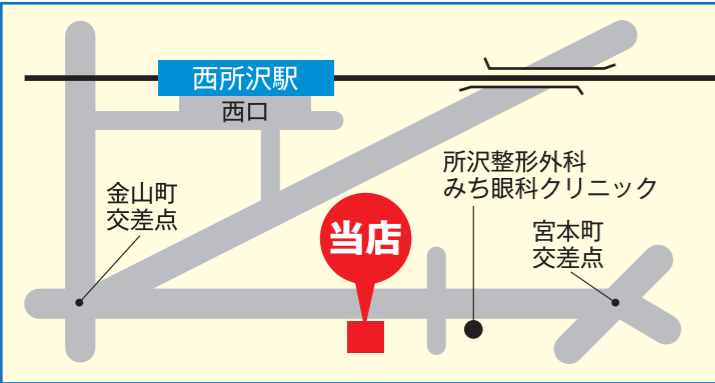 西所沢駅
西口
所沢整形外科
みち眼科クリニック
金山町
交差点
当店
宮本町
交差点